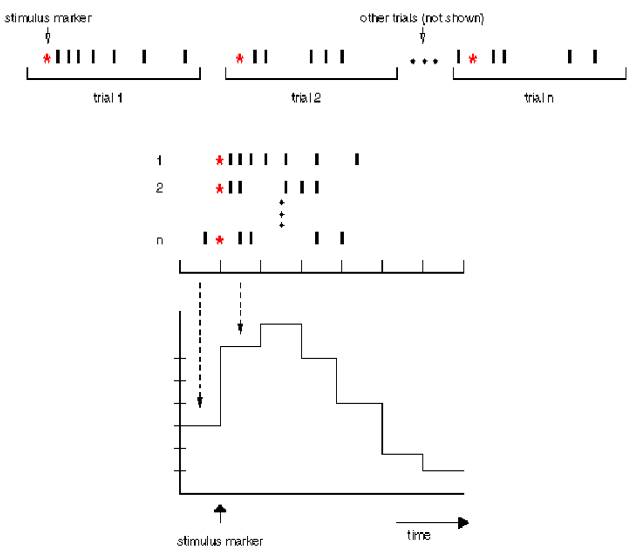 stimulus marker other trials (not shown)
trial 1 trial 2 trial n
1
2
n
stimulus marker time